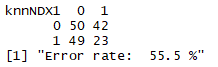 knnNDX1 0 1
0 50 42
1 49 23
[1] "Error rate: 55.5 %"